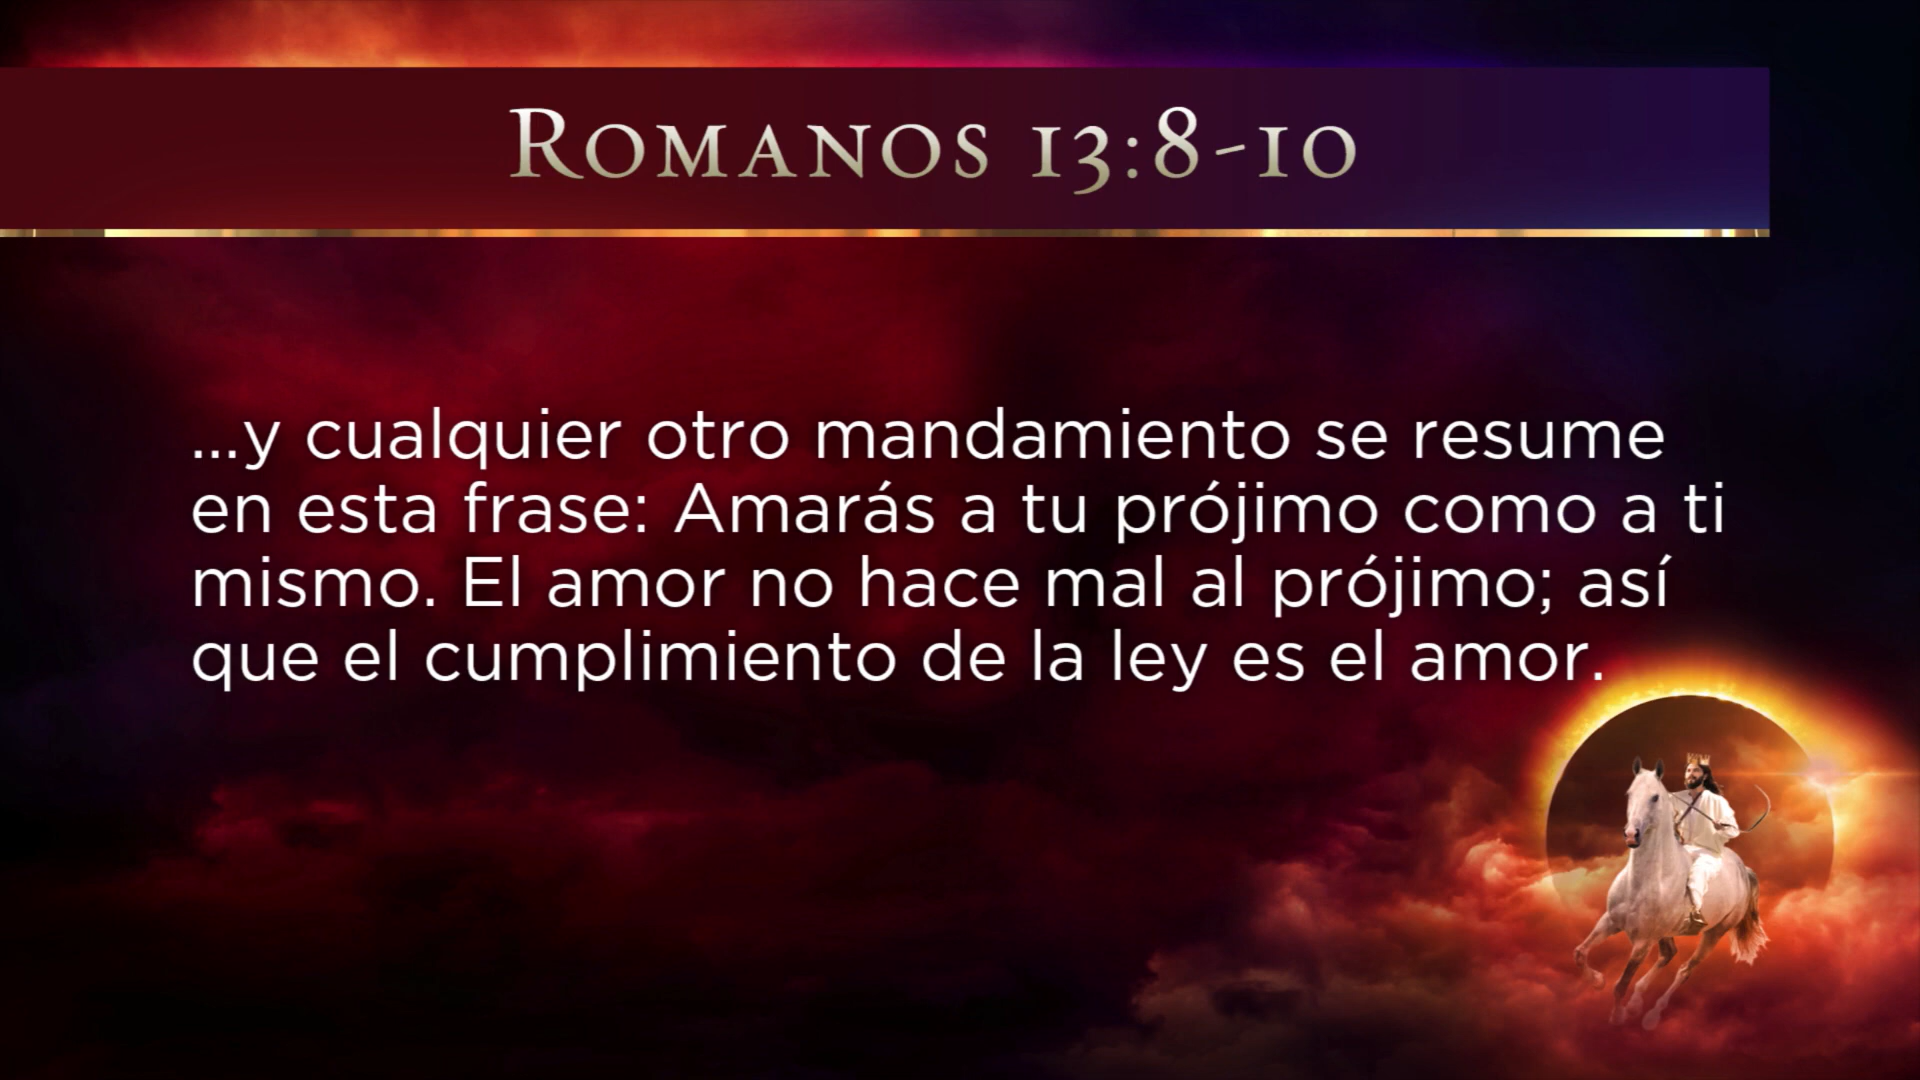 Romanos 13:8-10
...y cualquier otro mandamiento se resume
en esta frase: Amarás a tu prójimo como a ti
mismo. El amor no hace mal al prójimo; así
que el cumplimiento de la ley es el amor.